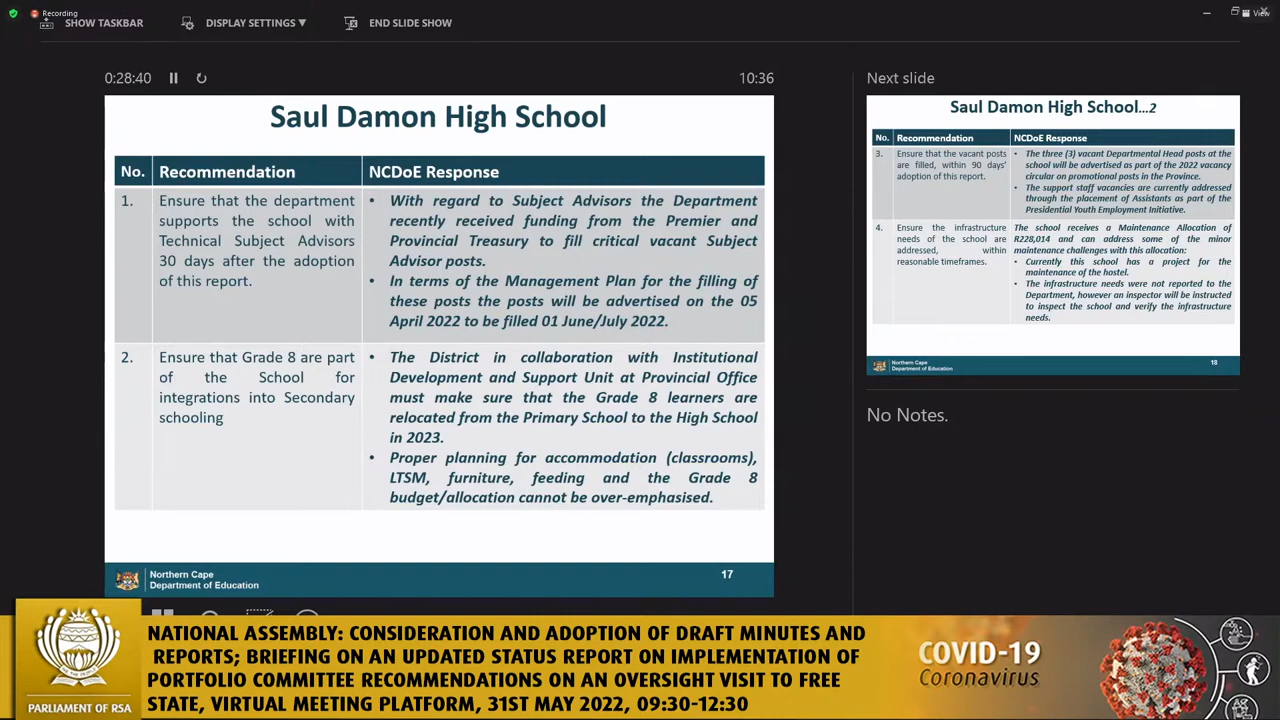 Recording
SHOW TASKBAR
DISPLAY SETTINGS ▼
END SLIDE SHOW
View
0:28:40
10:36
Saul Damon High School
No.
Recommendation
NCDoE Response
1.
Ensure that the department
supports the school with
Technical Subject Advisors
30 days after the adoption
of this report.
• With regard to Subject Advisors the Department
recently received funding from the Premier and
Provincial Treasury to fill critical vacant Subject
Advisor posts.
• In terms of the Management Plan for the filling of
these posts the posts will be advertised on the 05
April 2022 to be filled 01 June/July 2022.
2.
Ensure that Grade 8 are part
of the School for
integrations into Secondary
schooling
• The District in collaboration with Institutional
Development and Support Unit at Provincial Office
must make sure that the Grade 8 learners are
relocated from the Primary School to the High School
in 2023.
• Proper planning for accommodation (classrooms),
LTSM, furniture, feeding and the Grade 8
budget/allocation cannot be over-emphasised.
Northern Cape
Department of Education
17
Next slide
Saul Damon High School...2
No.
Recommendation
NCDoE Response
3.
Ensure that the vacant posts
are filled, within 90 days'
adoption of this report.
• The three (3) vacant Departmental Head posts at the
school will be advertised as part of the 2022 vacancy
circular on promotional posts in the Province.
• The support staff vacancies are currently addressed
through the placement of Assistants as part of the
Presidential Youth Employment Initiative.
4.
Ensure the infrastructure
needs of the school are
addressed, within
reasonable timeframes.
The school receives a Maintenance Allocation of
R228,014 and can address some of the minor
maintenance challenges with this allocation:
• Currently this school has a project for the
maintenance of the hostel.
• The infrastructure needs were not reported to the
Department, however an inspector will be instructed
to inspect the school and verify the infrastructure
needs.
Northern Cape
Department of Education
18
No Notes.
PARLIAMENT OF RSA
NATIONAL ASSEMBLY: CONSIDERATION AND ADOPTION OF DRAFT MINUTES AND
REPORTS; BRIEFING ON AN UPDATED STATUS REPORT ON IMPLEMENTATION OF
PORTFOLIO COMMITTEE RECOMMENDATIONS ON AN OVERSIGHT VISIT TO FREE
STATE, VIRTUAL MEETING PLATFORM, 31ST MAY 2022, 09:30-12:30
COVID-19
Coronavirus